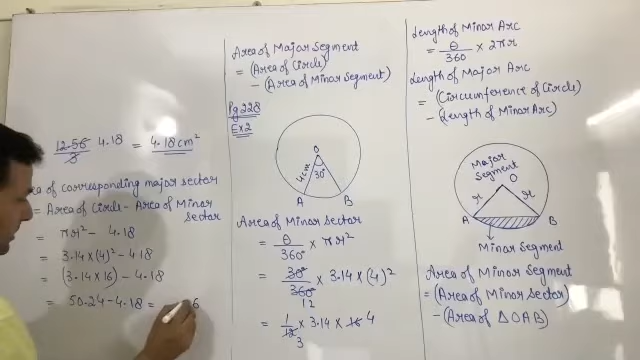 12.56 4.18 = 4.18 cm²
3
Area of corresponding major sector
= Area of Circle - Area of Minor
sector
= πr² - 4.18
= 3.14 × (4)² - 4.18
= (3.14 × 16) - 4.18
= 50.24 - 4.18 = 6
Area of Major Segment
= (Area of Circle)
- (Area of Minor Segment)
Pg 228
Ex 2
O
4cm 30°
A B
Area of Minor sector
= θ/360° × πr²
= 30°/360° × 3.14 × (4)²
12
= 1/12 × 3.14 × 16 4
3
Length of Minor Arc
= θ/360 × 2πr
Length of Major Arc
= (Circumference of Circle)
- (Length of Minor Arc)
Major
Segment
O
r r
A B
Minor Segment
Area of Minor Segment
= (Area of Minor Sector)
- (Area of △OAB)